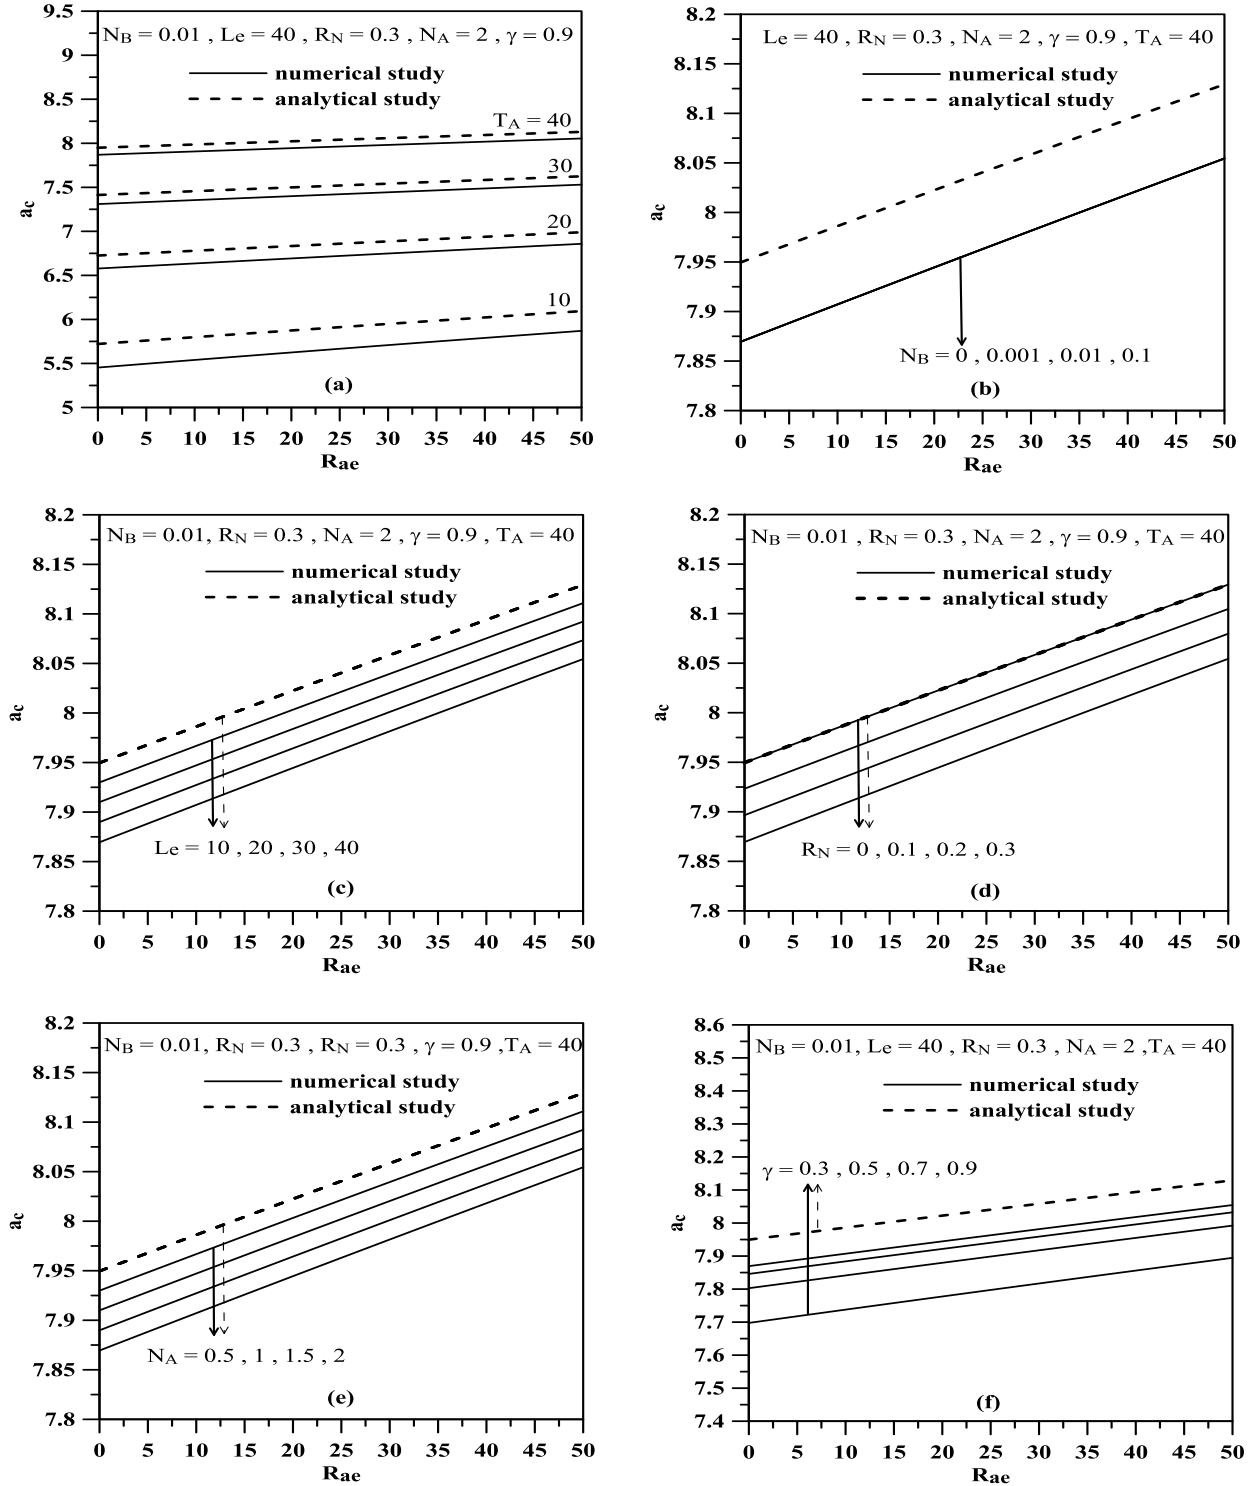 9.5
9
8.5
8
7.5
7
6.5
6
5.5
5
a_c
N_B = 0.01 , Le = 40 , R_N = 0.3 , N_A = 2 , γ = 0.9
numerical study
analytical study
T_A = 40
30
20
10
(a)
0 5 10 15 20 25 30 35 40 45 50
R_ae
8.2
8.15
8.1
8.05
8
7.95
7.9
7.85
7.8
a_c
Le = 40 , R_N = 0.3 , N_A = 2 , γ = 0.9 , T_A = 40
numerical study
analytical study
N_B = 0 , 0.001 , 0.01 , 0.1
(b)
0 5 10 15 20 25 30 35 40 45 50
R_ae
8.2
8.15
8.1
8.05
8
7.95
7.9
7.85
7.8
a_c
N_B = 0.01, R_N = 0.3 , N_A = 2 , γ = 0.9 , T_A = 40
numerical study
analytical study
Le = 10 , 20 , 30 , 40
(c)
0 5 10 15 20 25 30 35 40 45 50
R_ae
8.2
8.15
8.1
8.05
8
7.95
7.9
7.85
7.8
a_c
N_B = 0.01 , R_N = 0.3 , N_A = 2 , γ = 0.9 , T_A = 40
numerical study
analytical study
R_N = 0 , 0.1 , 0.2 , 0.3
(d)
0 5 10 15 20 25 30 35 40 45 50
R_ae
8.2
8.15
8.1
8.05
8
7.95
7.9
7.85
7.8
a_c
N_B = 0.01, R_N = 0.3 , R_N = 0.3 , γ = 0.9 ,T_A = 40
numerical study
analytical study
N_A = 0.5 , 1 , 1.5 , 2
(e)
0 5 10 15 20 25 30 35 40 45 50
R_ae
8.6
8.5
8.4
8.3
8.2
8.1
8
7.9
7.8
7.7
7.6
7.5
7.4
a_c
N_B = 0.01, Le = 40 , R_N = 0.3 , N_A = 2 ,T_A = 40
numerical study
analytical study
γ = 0.3 , 0.5 , 0.7 , 0.9
(f)
0 5 10 15 20 25 30 35 40 45 50
R_ae